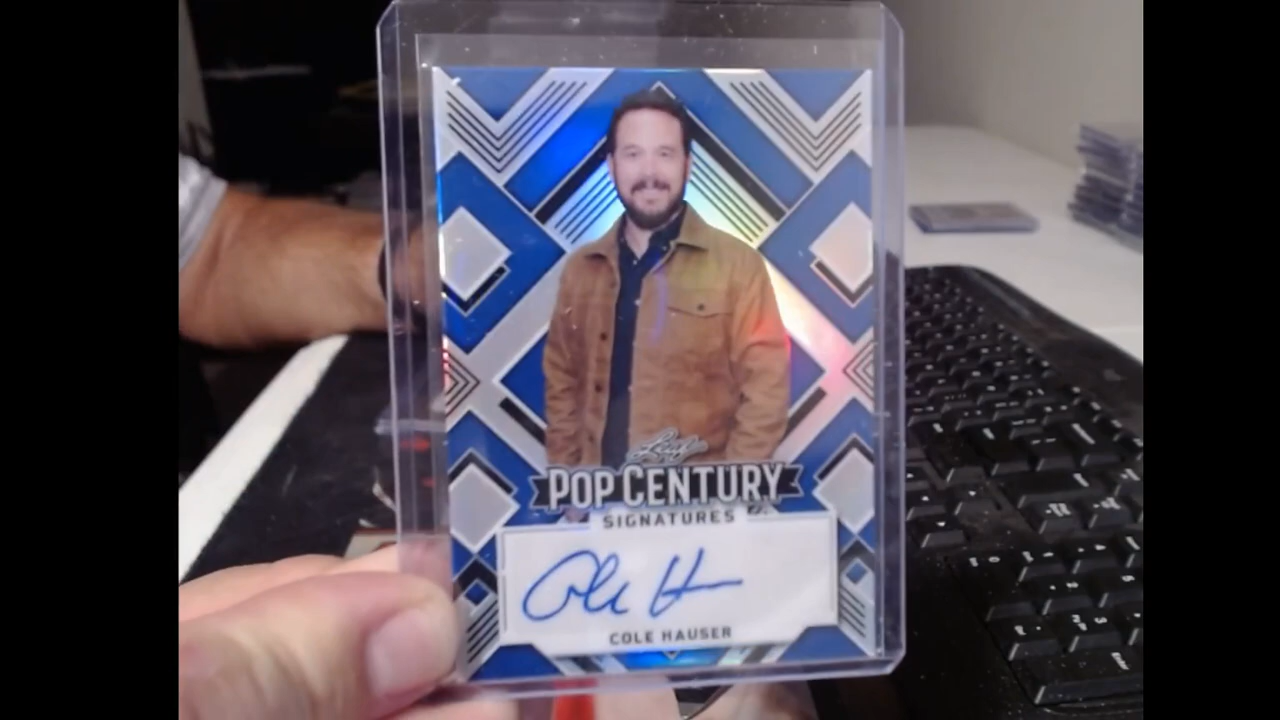 Leaf
POP CENTURY
SIGNATURES
Cole Hauser
COLE HAUSER